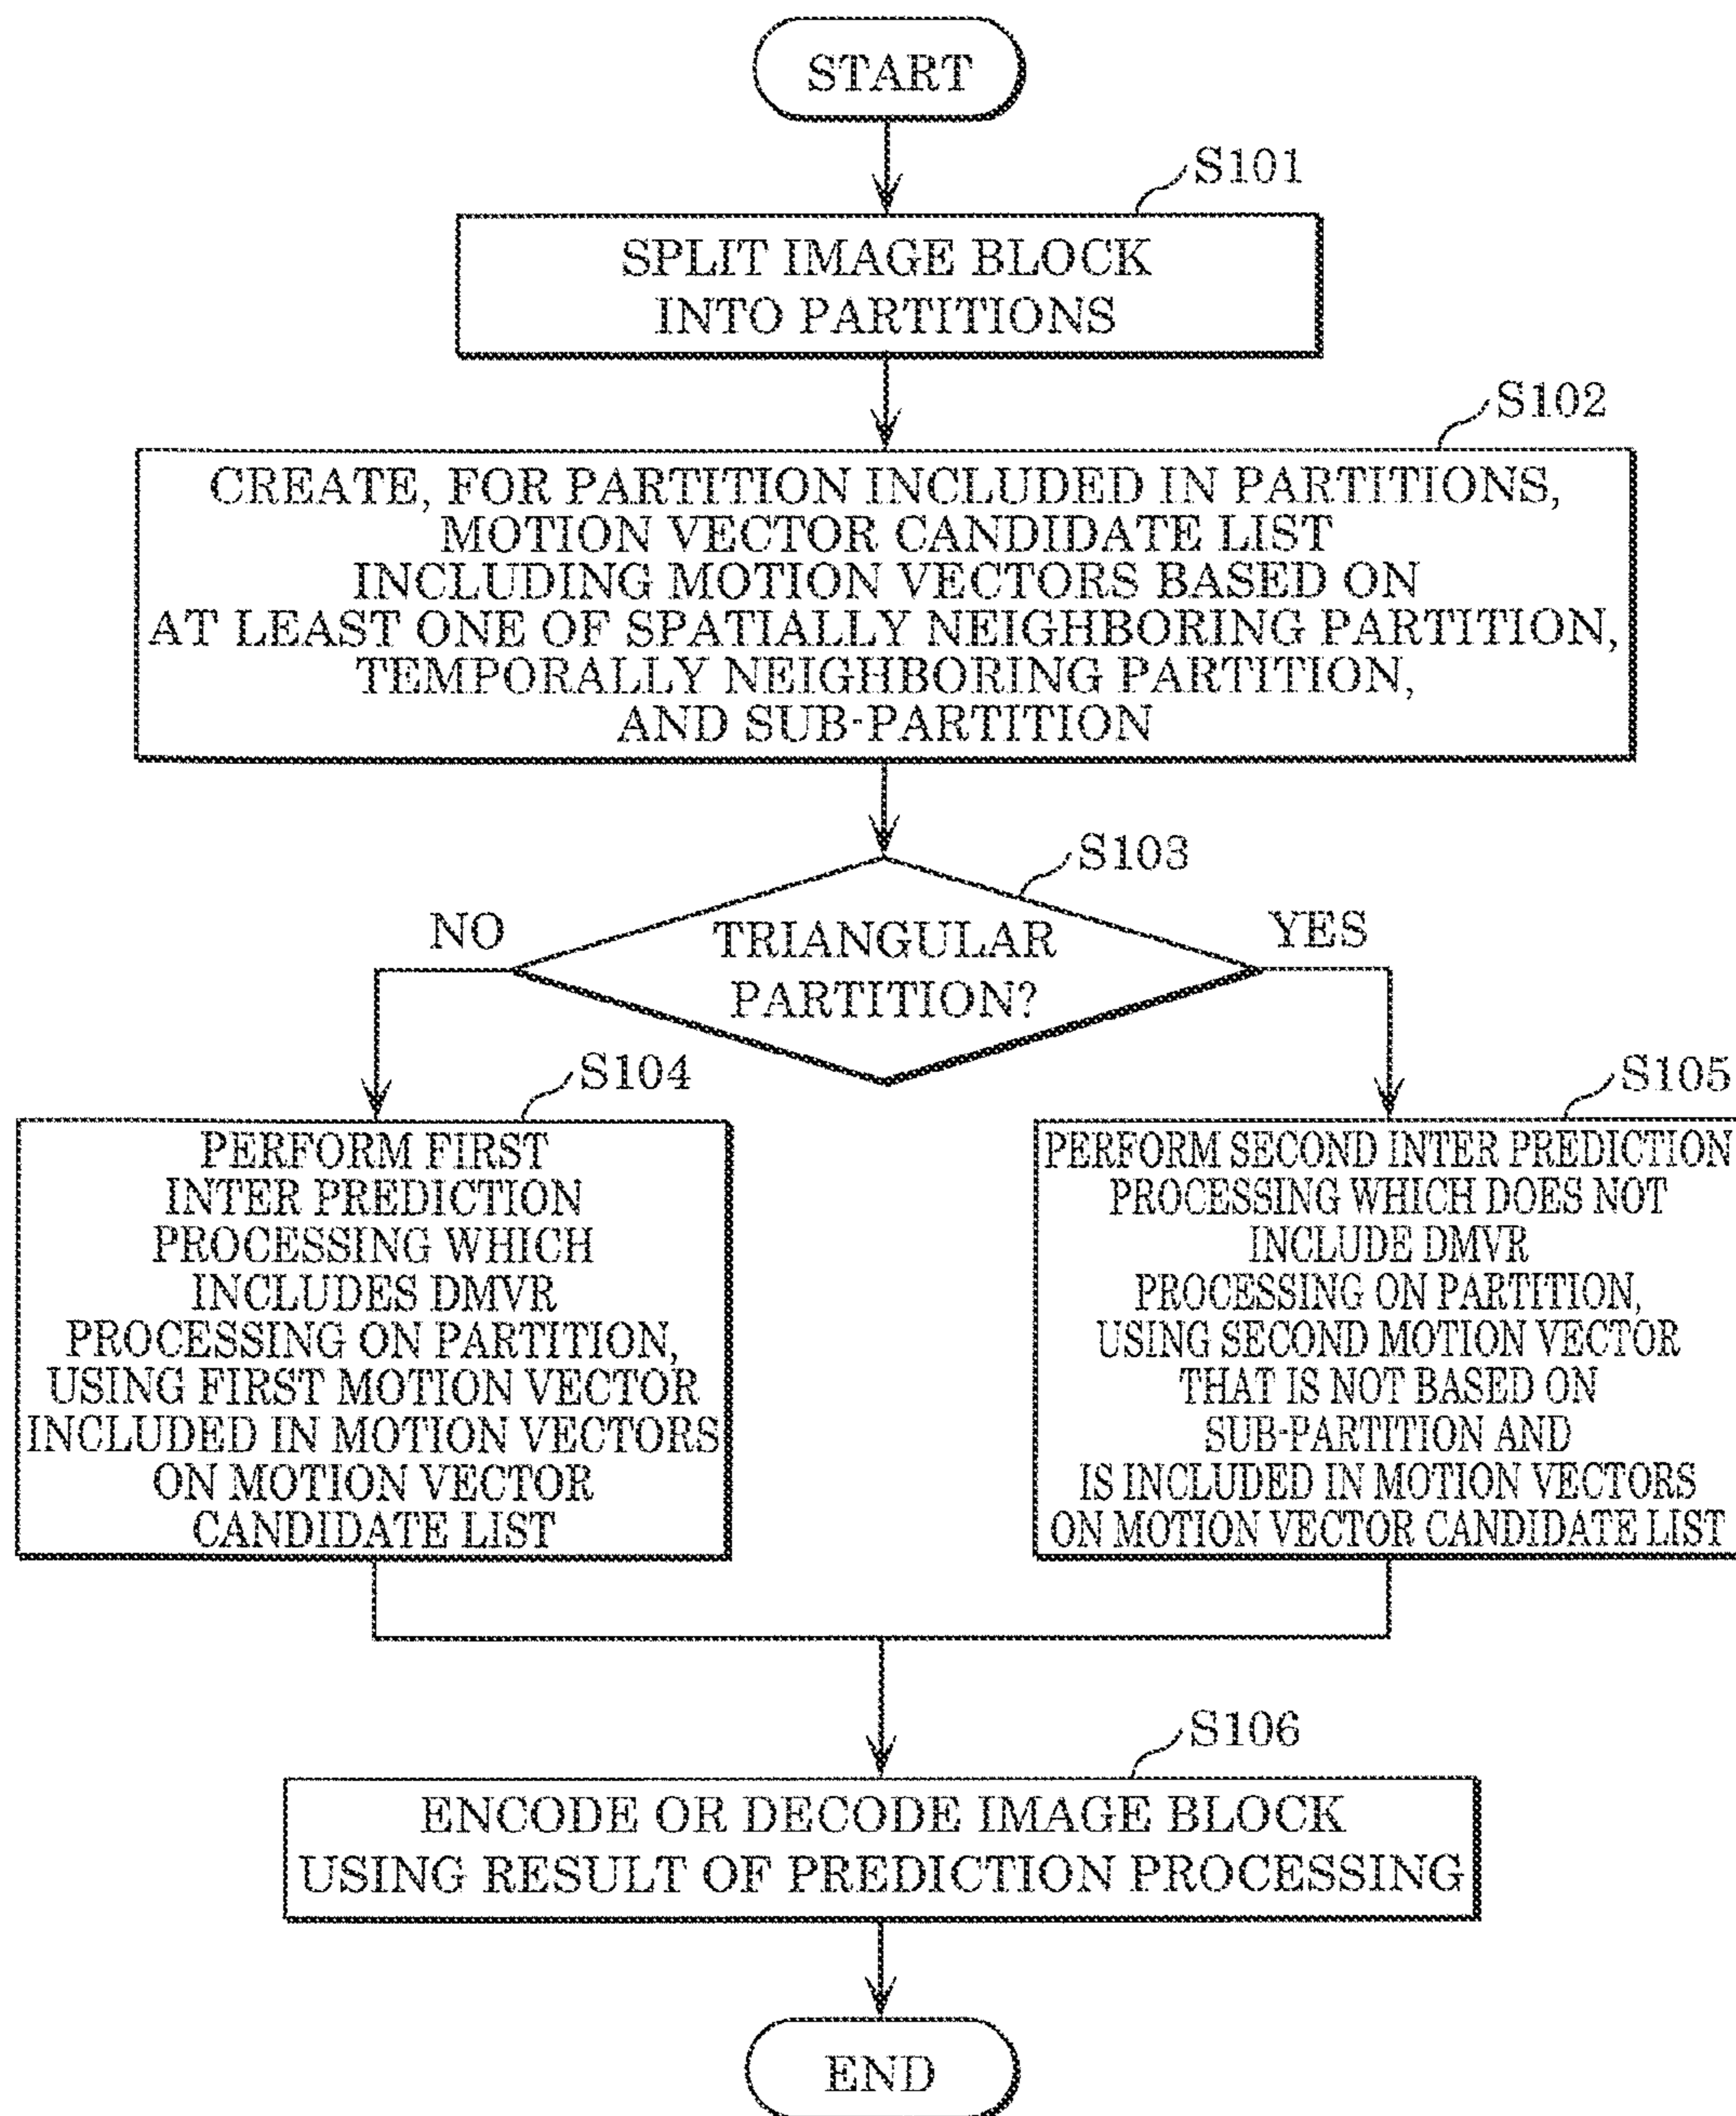 START
S101
SPLIT IMAGE BLOCK
INTO PARTITIONS
S102
CREATE, FOR PARTITION INCLUDED IN PARTITIONS,
MOTION VECTOR CANDIDATE LIST
INCLUDING MOTION VECTORS BASED ON
AT LEAST ONE OF SPATIALLY NEIGHBORING PARTITION,
TEMPORALLY NEIGHBORING PARTITION,
AND SUB-PARTITION
S103
NO
TRIANGULAR
PARTITION?
YES
S104
PERFORM FIRST
INTER PREDICTION
PROCESSING WHICH
INCLUDES DMVR
PROCESSING ON PARTITION,
USING FIRST MOTION VECTOR
INCLUDED IN MOTION VECTORS
ON MOTION VECTOR
CANDIDATE LIST
S105
PERFORM SECOND INTER PREDICTION
PROCESSING WHICH DOES NOT
INCLUDE DMVR
PROCESSING ON PARTITION,
USING SECOND MOTION VECTOR
THAT IS NOT BASED ON
SUB-PARTITION AND
IS INCLUDED IN MOTION VECTORS
ON MOTION VECTOR CANDIDATE LIST
S106
ENCODE OR DECODE IMAGE BLOCK
USING RESULT OF PREDICTION PROCESSING
END